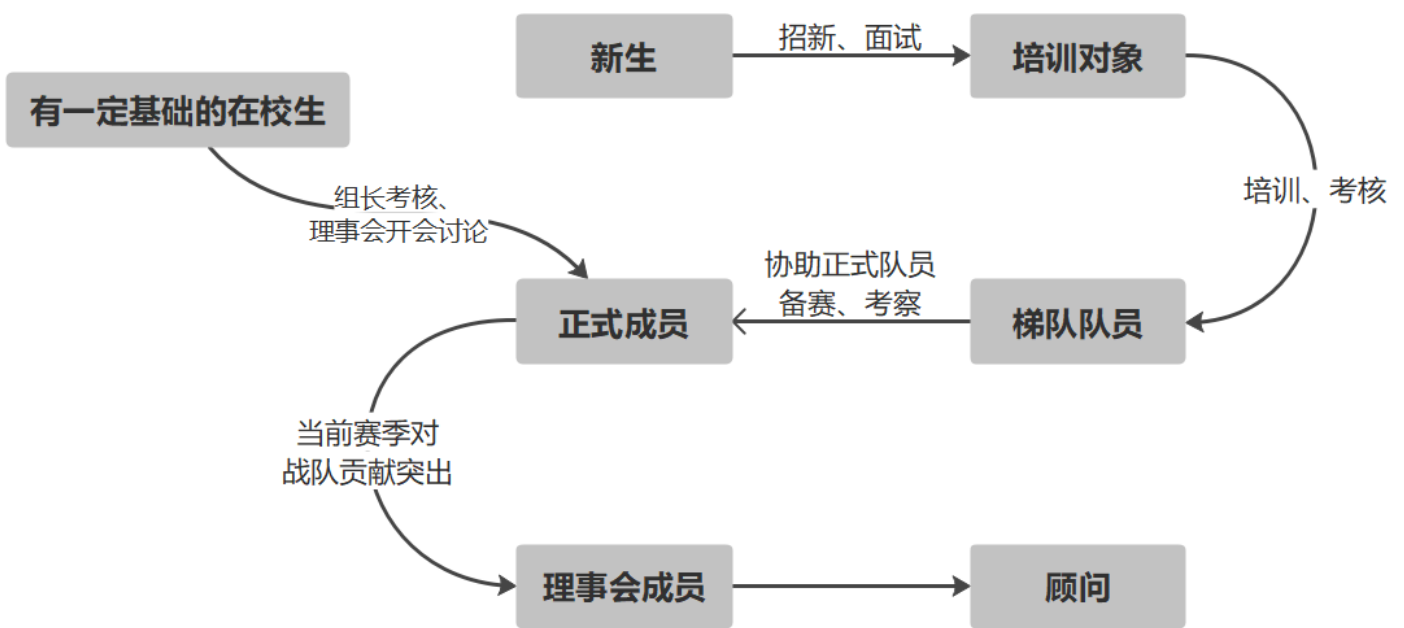 新生
招新、面试
培训对象
有一定基础的在校生
培训、考核
组长考核、
理事会开会讨论
协助正式队员
备赛、考察
正式成员
梯队队员
当前赛季对
战队贡献突出
理事会成员
顾问